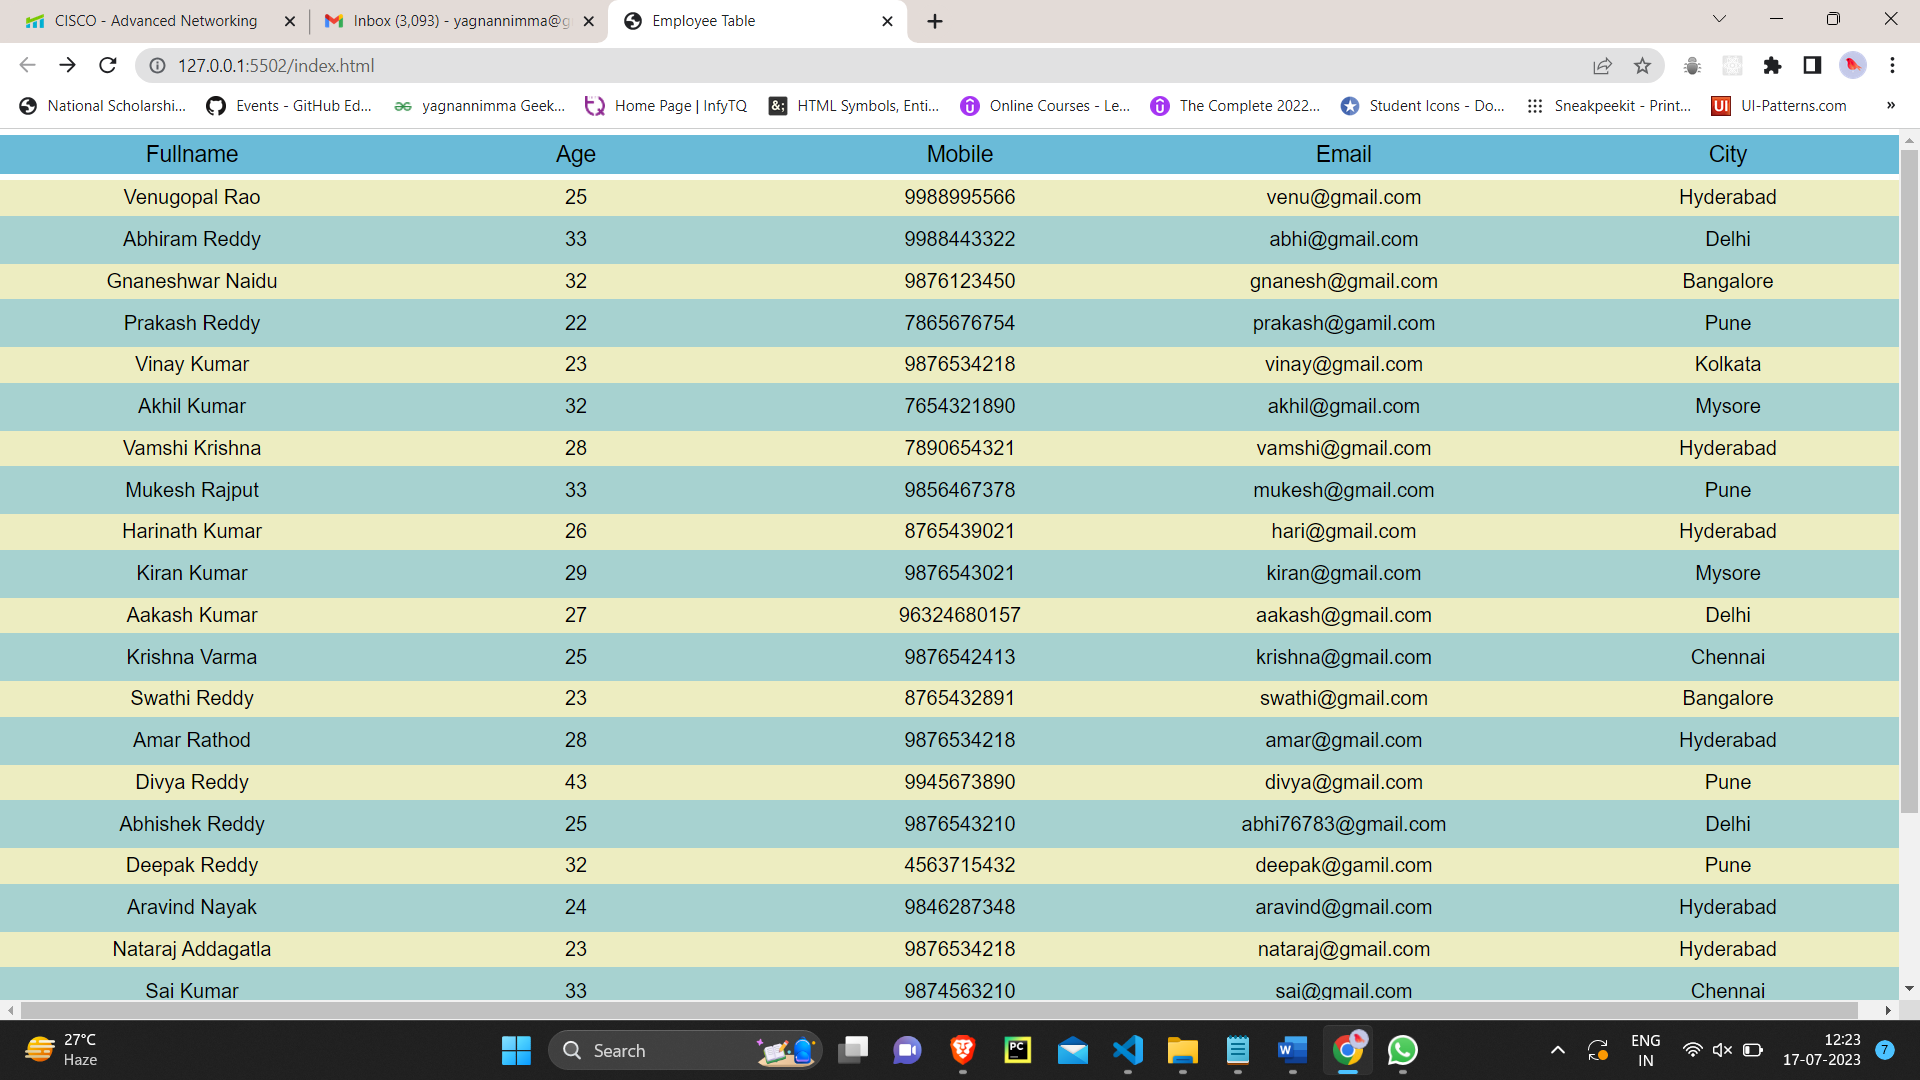 CISCO - Advanced Networking
Inbox (3,093) - yagnannimma@g
Employee Table
127.0.0.1:5502/index.html
National Scholarshi... Events - GitHub Ed... yagnannimma Geek... Home Page | InfyTQ HTML Symbols, Enti... Online Courses - Le... The Complete 2022... Student Icons - Do... Sneakpeekit - Print... UI UI-Patterns.com »
Fullname Age Mobile Email City
Venugopal Rao 25 9988995566 venu@gmail.com Hyderabad
Abhiram Reddy 33 9988443322 abhi@gmail.com Delhi
Gnaneshwar Naidu 32 9876123450 gnanesh@gmail.com Bangalore
Prakash Reddy 22 7865676754 prakash@gamil.com Pune
Vinay Kumar 23 9876534218 vinay@gmail.com Kolkata
Akhil Kumar 32 7654321890 akhil@gmail.com Mysore
Vamshi Krishna 28 7890654321 vamshi@gmail.com Hyderabad
Mukesh Rajput 33 9856467378 mukesh@gmail.com Pune
Harinath Kumar 26 8765439021 hari@gmail.com Hyderabad
Kiran Kumar 29 9876543021 kiran@gmail.com Mysore
Aakash Kumar 27 96324680157 aakash@gmail.com Delhi
Krishna Varma 25 9876542413 krishna@gmail.com Chennai
Swathi Reddy 23 8765432891 swathi@gmail.com Bangalore
Amar Rathod 28 9876534218 amar@gmail.com Hyderabad
Divya Reddy 43 9945673890 divya@gmail.com Pune
Abhishek Reddy 25 9876543210 abhi76783@gmail.com Delhi
Deepak Reddy 32 4563715432 deepak@gamil.com Pune
Aravind Nayak 24 9846287348 aravind@gmail.com Hyderabad
Nataraj Addagatla 23 9876534218 nataraj@gmail.com Hyderabad
Sai Kumar 33 9874563210 sai@gmail.com Chennai
27°C
Haze
Search
PC
W
ENG
IN
12:23
17-07-2023
7